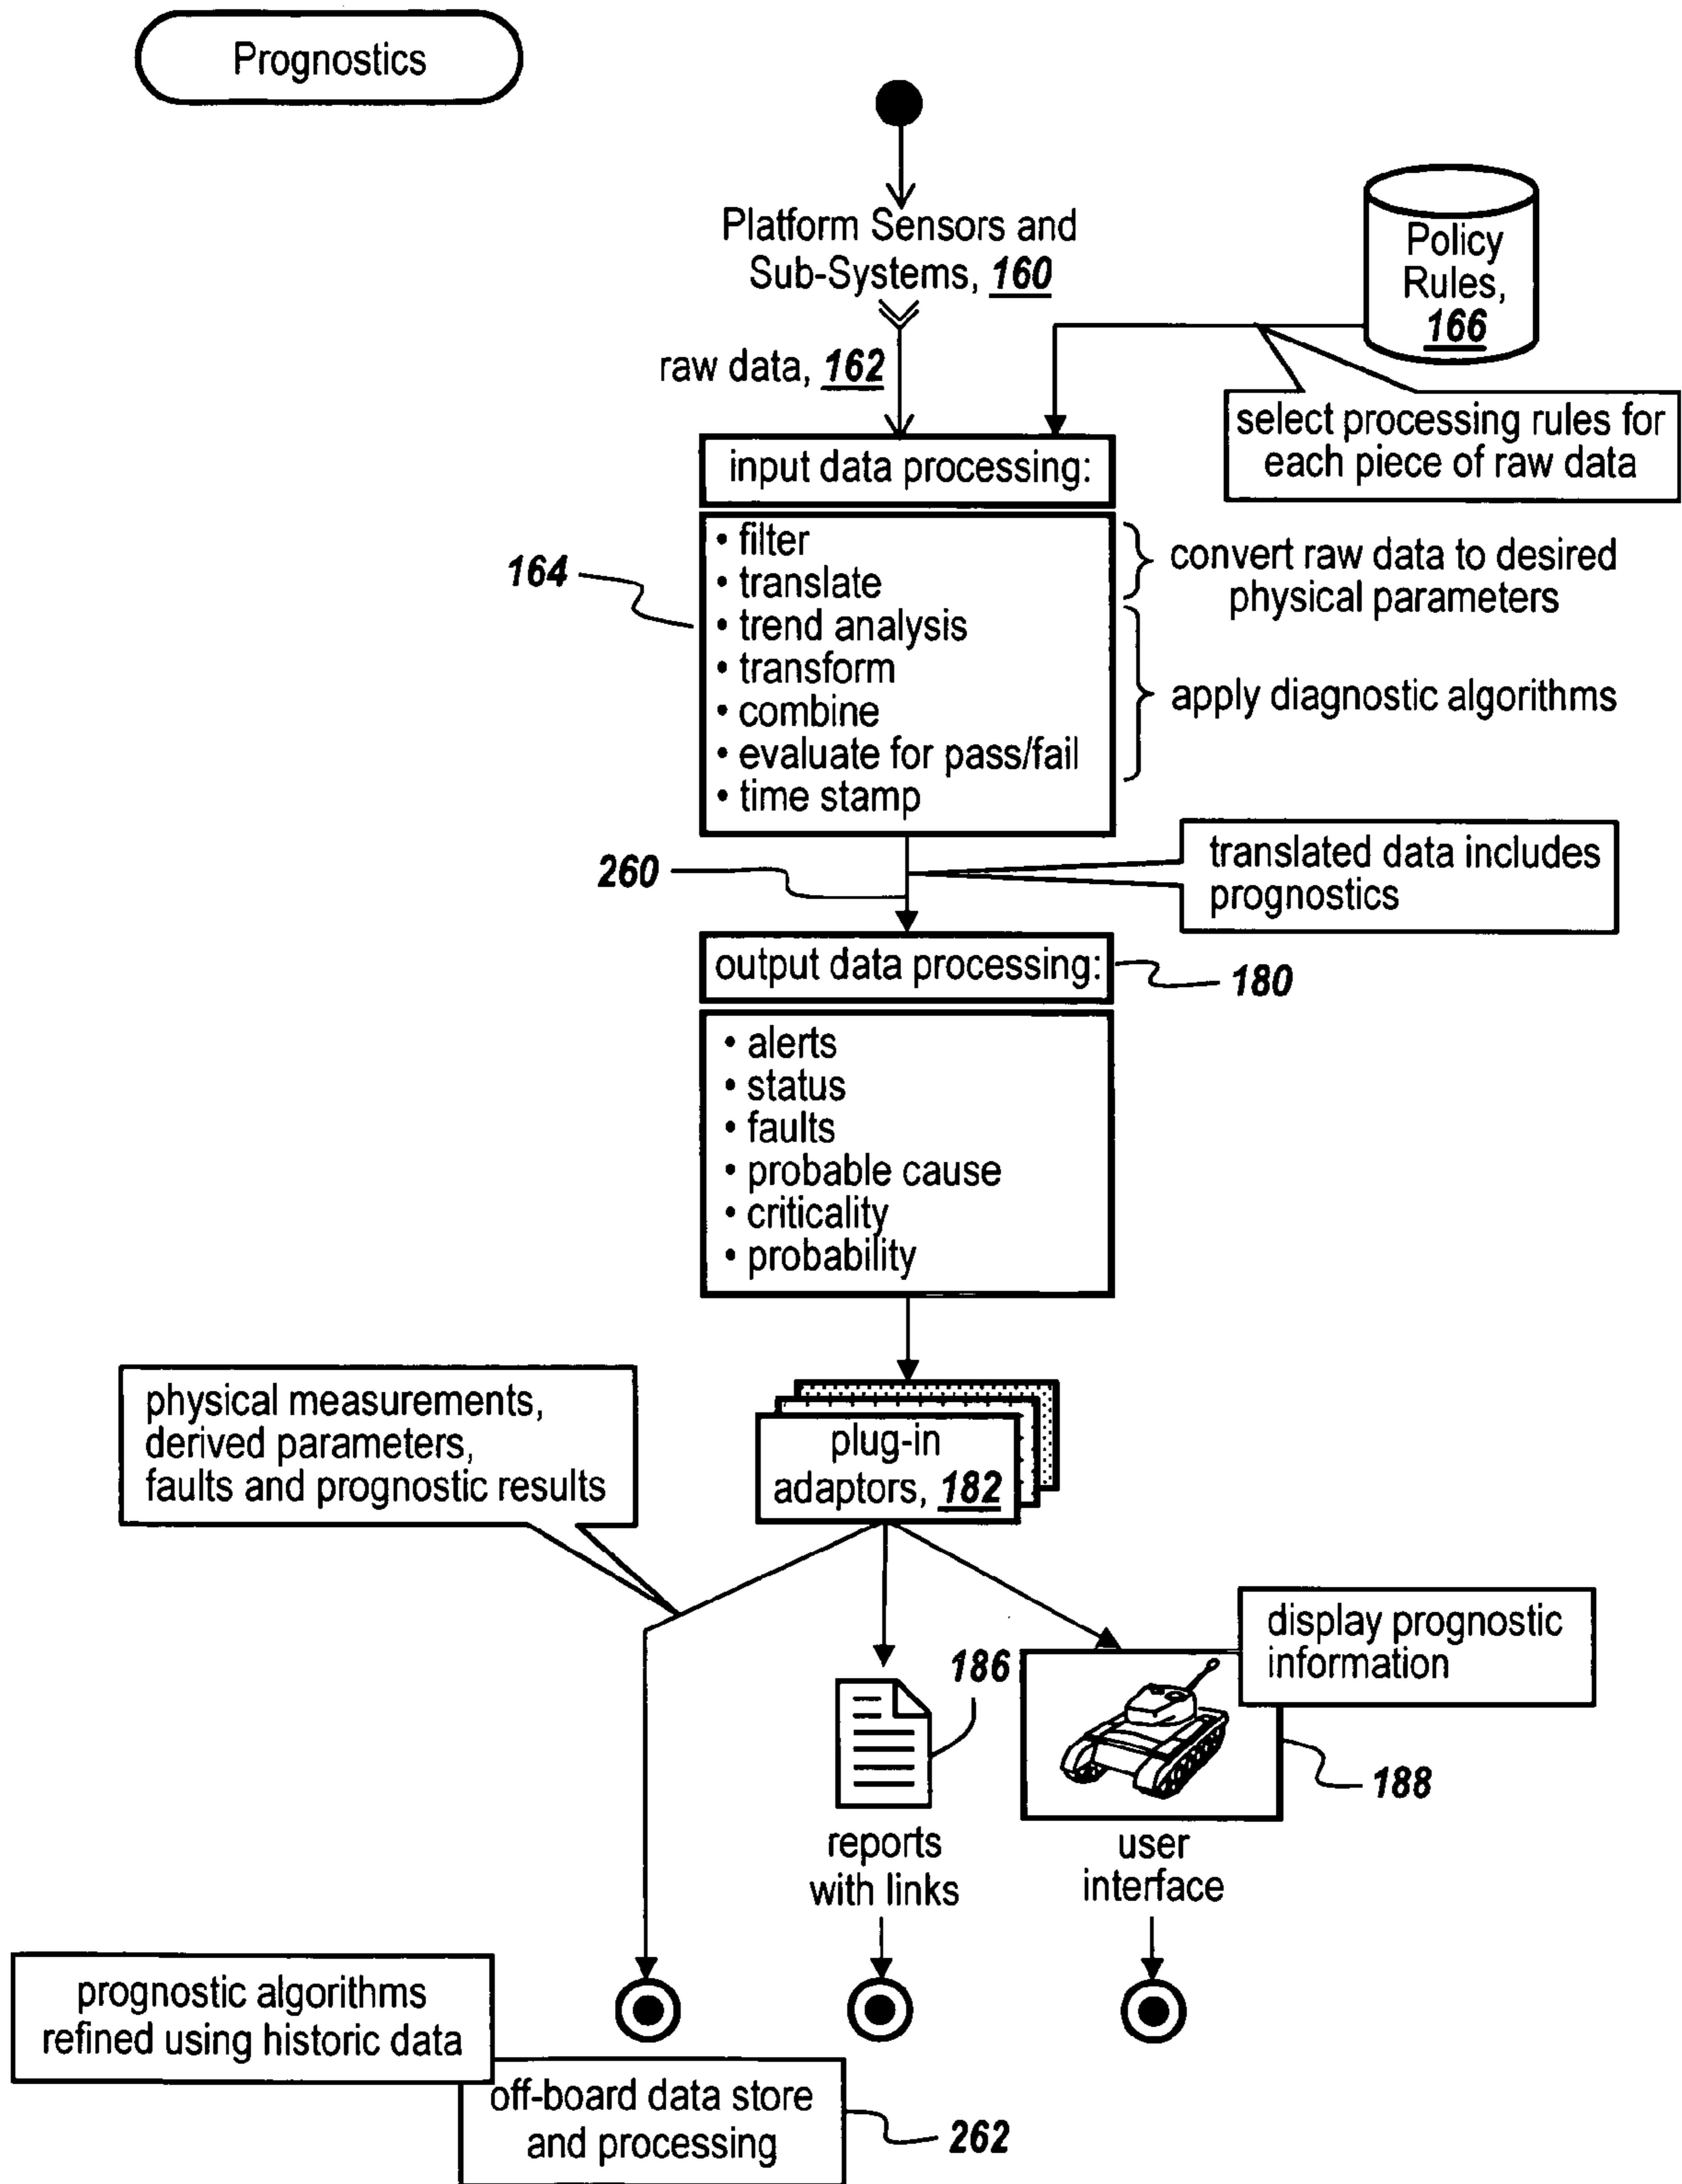 Prognostics
Platform Sensors and
Sub-Systems, 160
Policy
Rules,
166
raw data, 162
select processing rules for
each piece of raw data
input data processing:
164
• filter
• translate
• trend analysis
• transform
• combine
• evaluate for pass/fail
• time stamp
convert raw data to desired
physical parameters
apply diagnostic algorithms
260
translated data includes
prognostics
output data processing:
180
• alerts
• status
• faults
• probable cause
• criticality
• probability
physical measurements,
derived parameters,
faults and prognostic results
plug-in
adaptors, 182
display prognostic
information
186
188
reports
with links
user
interface
prognostic algorithms
refined using historic data
off-board data store
and processing
262